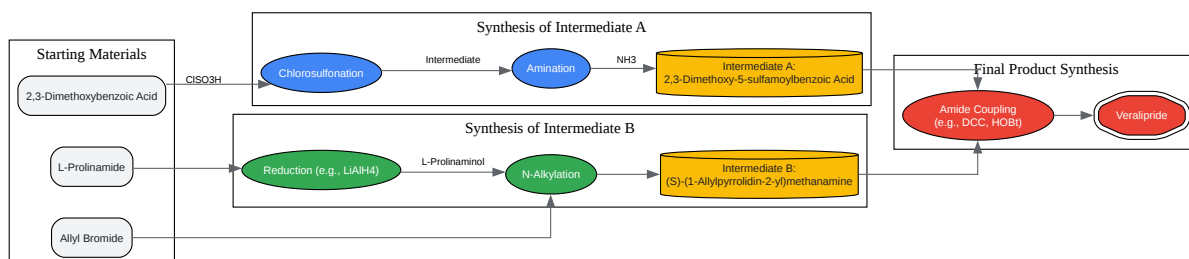 Starting Materials
2,3-Dimethoxybenzoic Acid
L-Prolinamide
Allyl Bromide
ClSO3H
Synthesis of Intermediate A
Chlorosulfonation
Intermediate
Amination
NH3
Intermediate A:
2,3-Dimethoxy-5-sulfamoylbenzoic Acid
Synthesis of Intermediate B
Reduction (e.g., LiAlH4)
L-Prolinaminol
N-Alkylation
Intermediate B:
(S)-(1-Allylpyrrolidin-2-yl)methanamine
Final Product Synthesis
Amide Coupling
(e.g., DCC, HOBt)
Veralipride